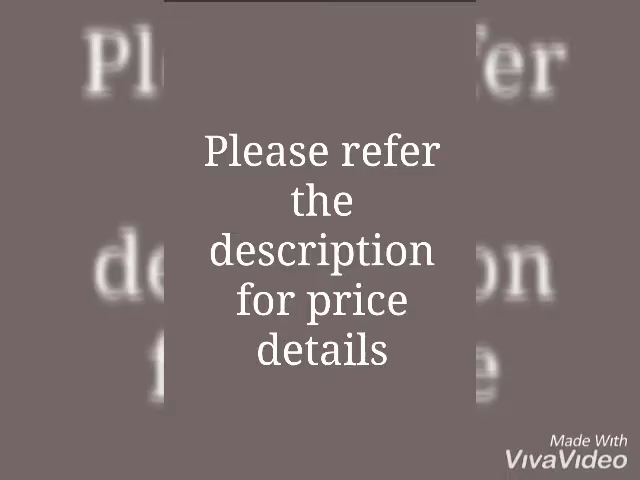 Please refer
the
description
for price
details
Made With
VivaVideo